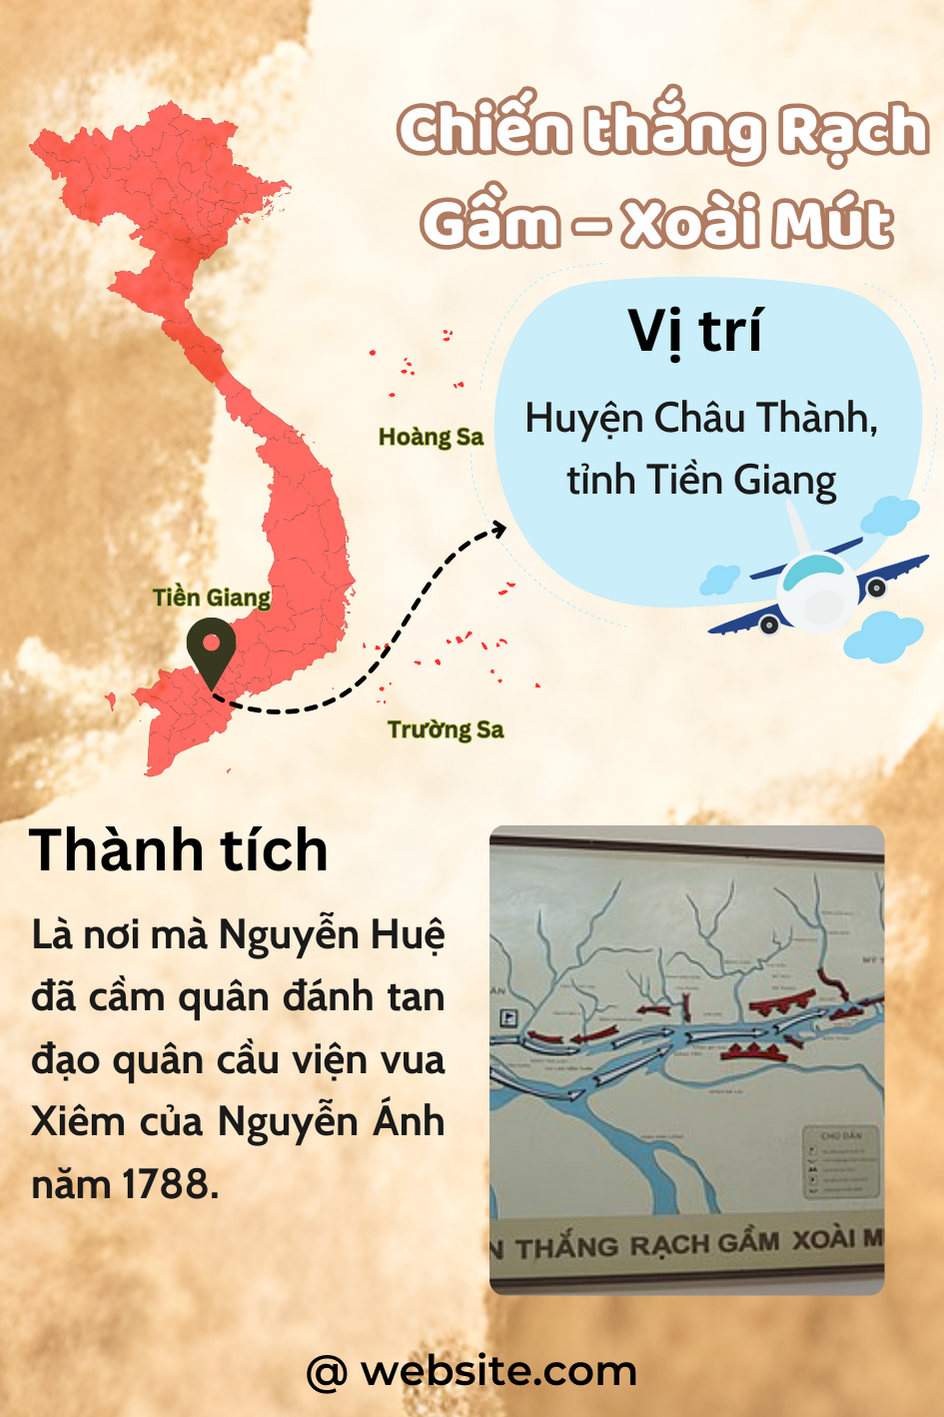 Chiến thắng Rạch
Gầm – Xoài Mút
Vị trí
Huyện Châu Thành,
tỉnh Tiền Giang
Hoàng Sa
Tiền Giang
Trường Sa
Thành tích
Là nơi mà Nguyễn Huệ
đã cầm quân đánh tan
đạo quân cầu viện vua
Xiêm của Nguyễn Ánh
năm 1788.
CHÚ DẪN
N THẮNG RẠCH GẦM XOÀI M
@ website.com